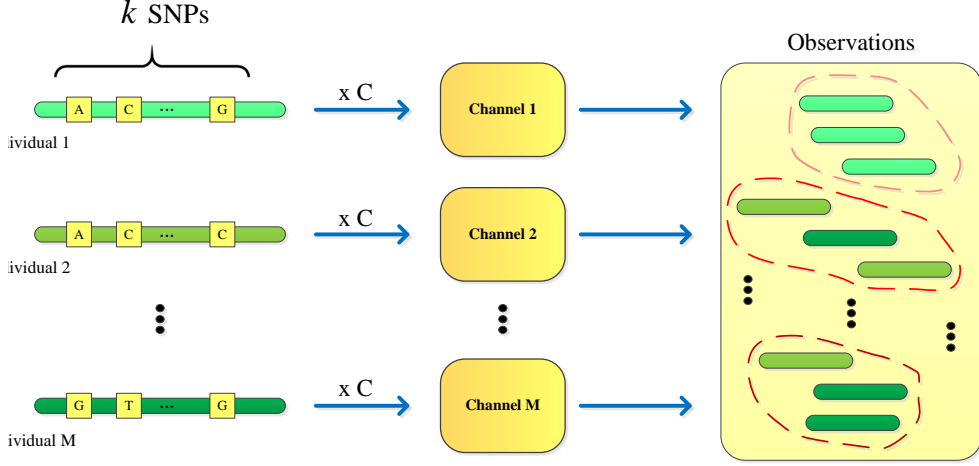 k SNPs
Observations
A C ... G
x C
Channel 1
ividual 1
A C ... C
x C
Channel 2
ividual 2
G T ... G
x C
Channel M
ividual M